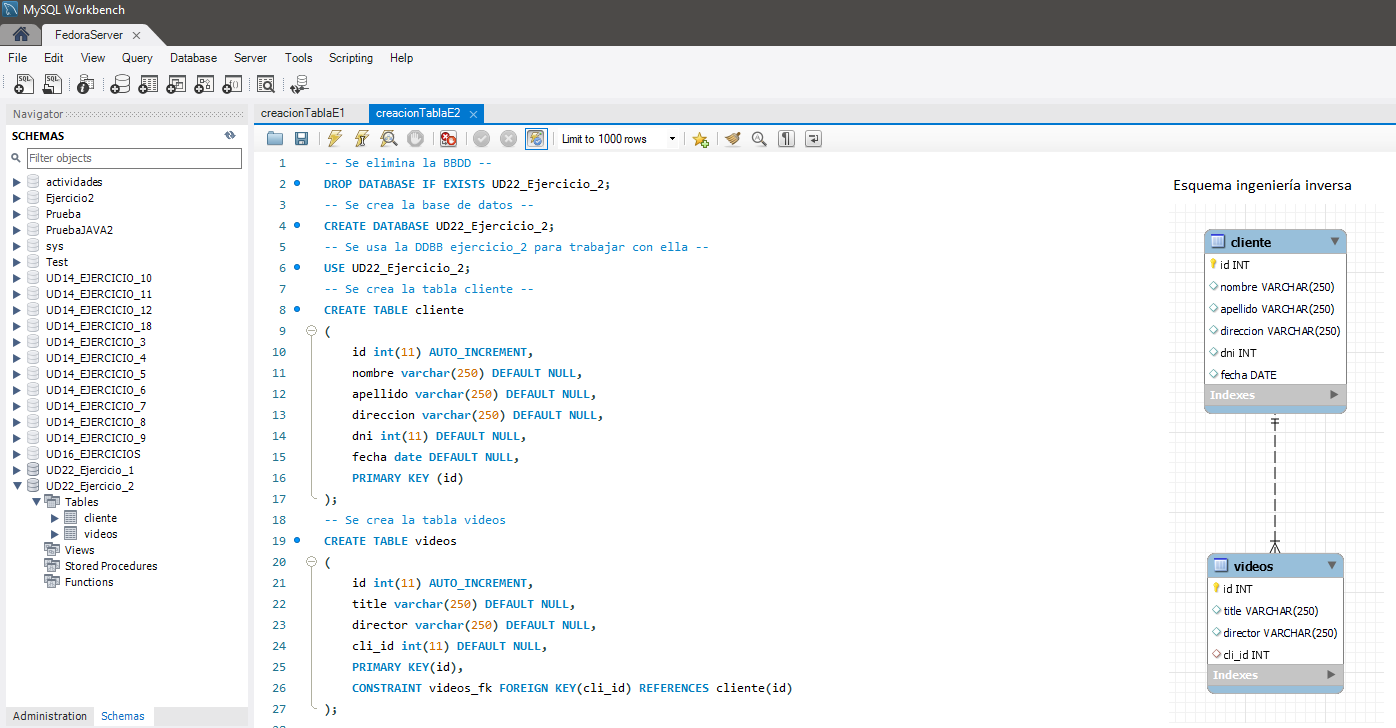 MySQL Workbench
FedoraServer
File Edit View Query Database Server Tools Scripting Help
Navigator
SCHEMAS
Filter objects
actividades
Ejercicio2
Prueba
PruebaJAVA2
sys
Test
UD14_EJERCICIO_10
UD14_EJERCICIO_11
UD14_EJERCICIO_12
UD14_EJERCICIO_18
UD14_EJERCICIO_3
UD14_EJERCICIO_4
UD14_EJERCICIO_5
UD14_EJERCICIO_6
UD14_EJERCICIO_7
UD14_EJERCICIO_8
UD14_EJERCICIO_9
UD16_EJERCICIOS
UD22_Ejercicio_1
UD22_Ejercicio_2
Tables
cliente
videos
Views
Stored Procedures
Functions
Administration Schemas
creacionTablaE1 creacionTablaE2
Limit to 1000 rows
1 -- Se elimina la BBDD --
2 DROP DATABASE IF EXISTS UD22_Ejercicio_2;
3 -- Se crea la base de datos --
4 CREATE DATABASE UD22_Ejercicio_2;
5 -- Se usa la DDBB ejercicio_2 para trabajar con ella --
6 USE UD22_Ejercicio_2;
7 -- Se crea la tabla cliente --
8 CREATE TABLE cliente
9 (
10 id int(11) AUTO_INCREMENT,
11 nombre varchar(250) DEFAULT NULL,
12 apellido varchar(250) DEFAULT NULL,
13 direccion varchar(250) DEFAULT NULL,
14 dni int(11) DEFAULT NULL,
15 fecha date DEFAULT NULL,
16 PRIMARY KEY (id)
17 );
18 -- Se crea la tabla videos
19 CREATE TABLE videos
20 (
21 id int(11) AUTO_INCREMENT,
22 title varchar(250) DEFAULT NULL,
23 director varchar(250) DEFAULT NULL,
24 cli_id int(11) DEFAULT NULL,
25 PRIMARY KEY(id),
26 CONSTRAINT videos_fk FOREIGN KEY(cli_id) REFERENCES cliente(id)
27 );
Esquema ingeniería inversa
cliente
id INT
nombre VARCHAR(250)
apellido VARCHAR(250)
direccion VARCHAR(250)
dni INT
fecha DATE
Indexes
videos
id INT
title VARCHAR(250)
director VARCHAR(250)
cli_id INT
Indexes